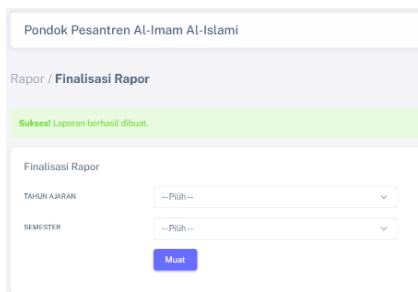 Pondok Pesantren Al-Imam Al-Islami
Rapor / Finalisasi Rapor
Sukses! Laporan berhasil dibuat.
Finalisasi Rapor
TAHUN AJARAN
-- Pilih --
SEMESTER
-- Pilih --
Muat